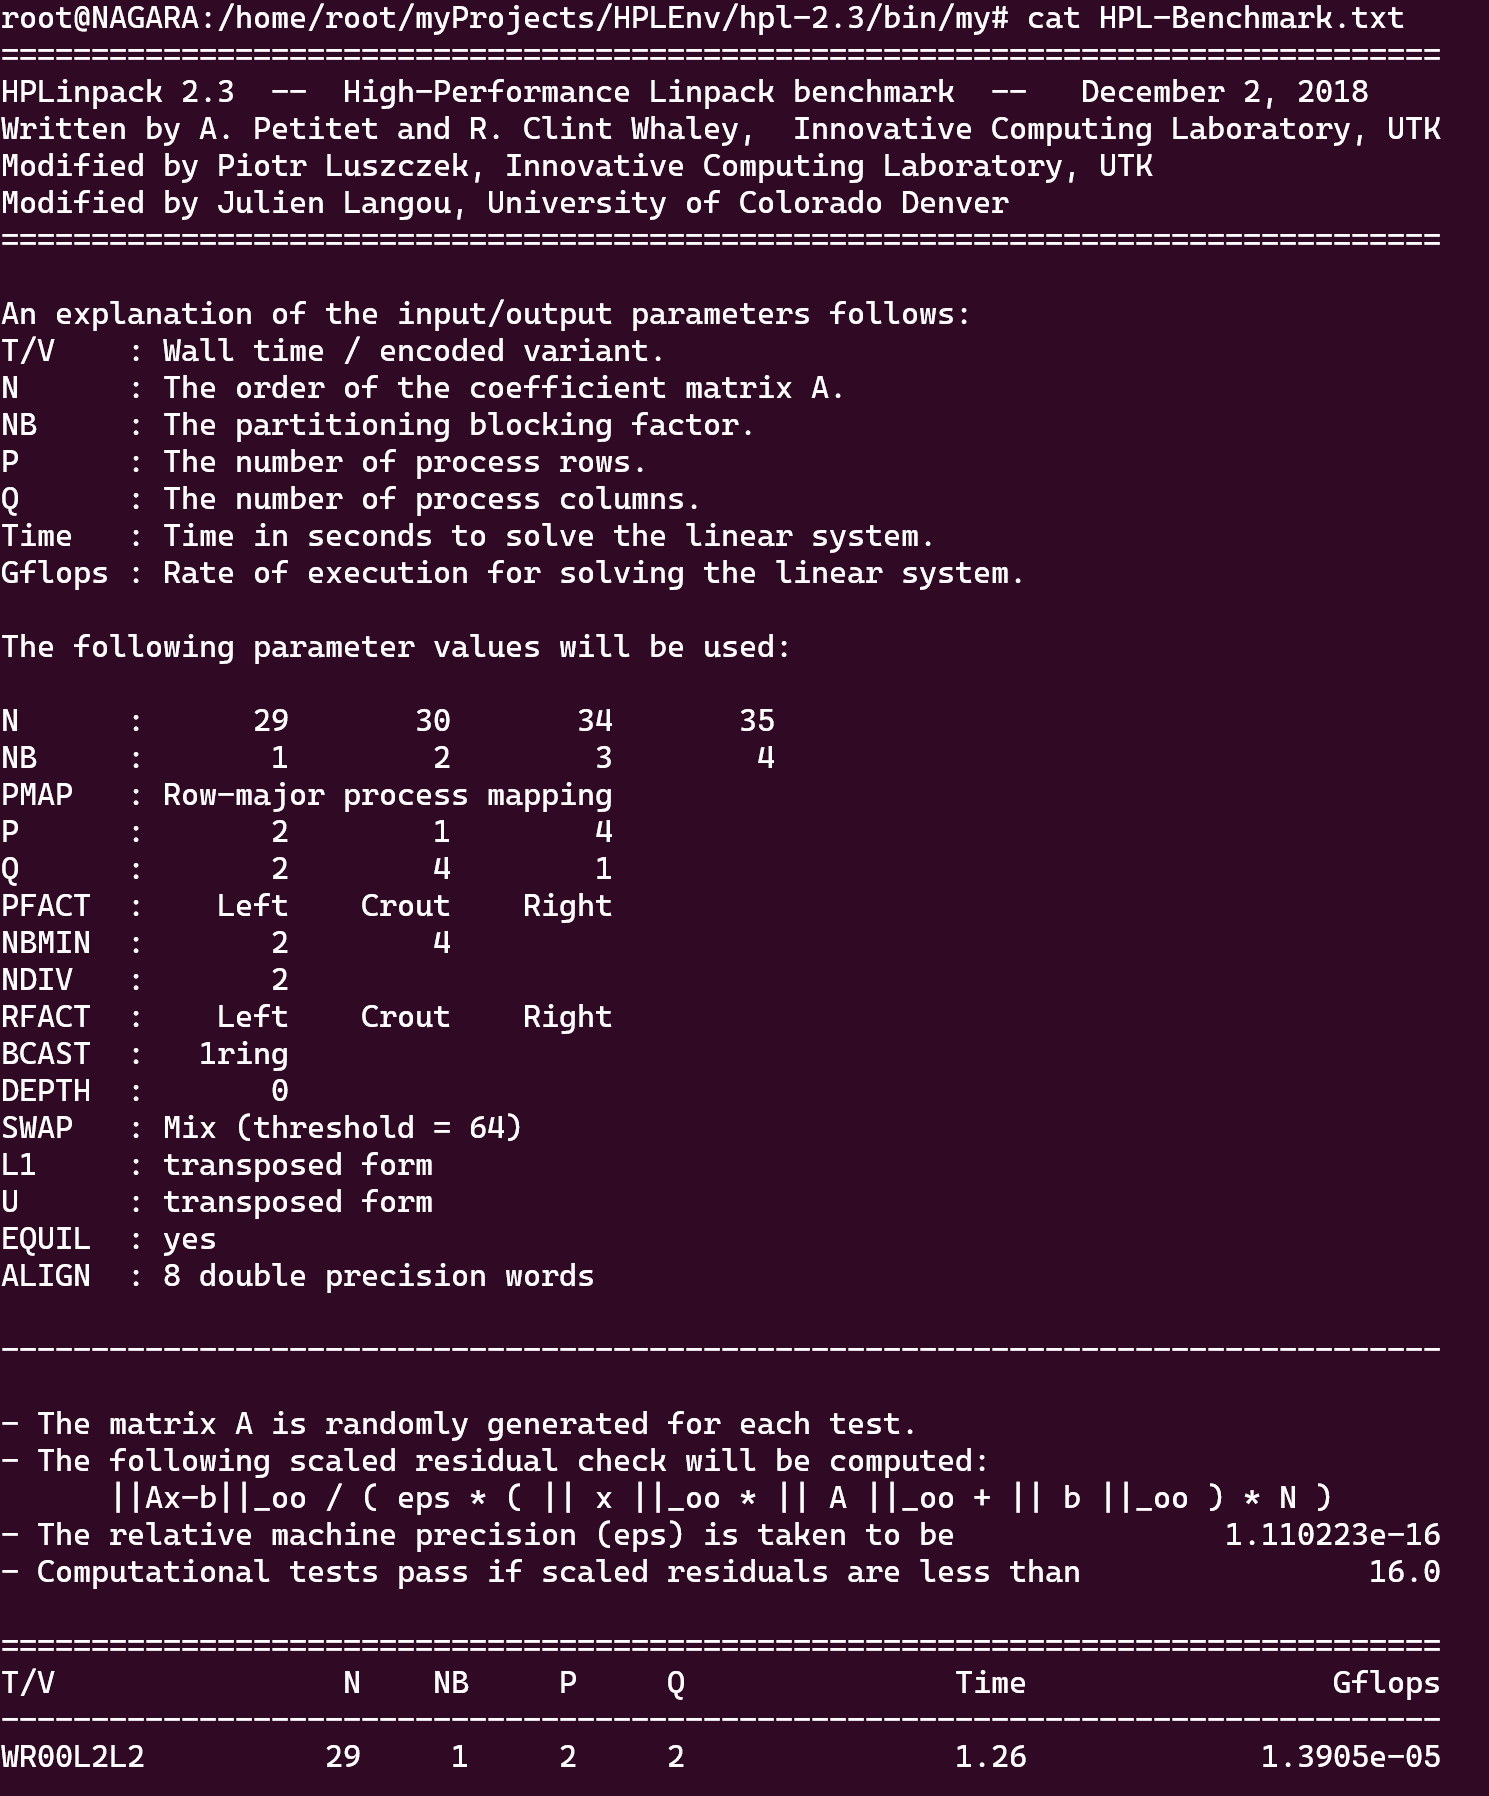 root@NAGARA:/home/root/myProjects/HPLEnv/hpl-2.3/bin/my# cat HPL-Benchmark.txt
================================================================================
HPLinpack 2.3  --  High-Performance Linpack benchmark  --   December 2, 2018
Written by A. Petitet and R. Clint Whaley,  Innovative Computing Laboratory, UTK
Modified by Piotr Luszczek, Innovative Computing Laboratory, UTK
Modified by Julien Langou, University of Colorado Denver
================================================================================

An explanation of the input/output parameters follows:
T/V    : Wall time / encoded variant.
N      : The order of the coefficient matrix A.
NB     : The partitioning blocking factor.
P      : The number of process rows.
Q      : The number of process columns.
Time   : Time in seconds to solve the linear system.
Gflops : Rate of execution for solving the linear system.

The following parameter values will be used:

N      :      29       30       34       35
NB     :       1        2        3        4
PMAP   : Row-major process mapping
P      :       2        1        4
Q      :       2        4        1
PFACT  :    Left    Crout    Right
NBMIN  :       2        4
NDIV   :       2
RFACT  :    Left    Crout    Right
BCAST  :   1ring
DEPTH  :       0
SWAP   : Mix (threshold = 64)
L1     : transposed form
U      : transposed form
EQUIL  : yes
ALIGN  : 8 double precision words

--------------------------------------------------------------------------------

- The matrix A is randomly generated for each test.
- The following scaled residual check will be computed:
      ||Ax-b||_oo / ( eps * ( || x ||_oo * || A ||_oo + || b ||_oo ) * N )
- The relative machine precision (eps) is taken to be               1.110223e-16
- Computational tests pass if scaled residuals are less than                16.0

================================================================================
T/V                N    NB     P     Q               Time                 Gflops
--------------------------------------------------------------------------------
WR00L2L2          29     1     2     2               1.26             1.3905e-05